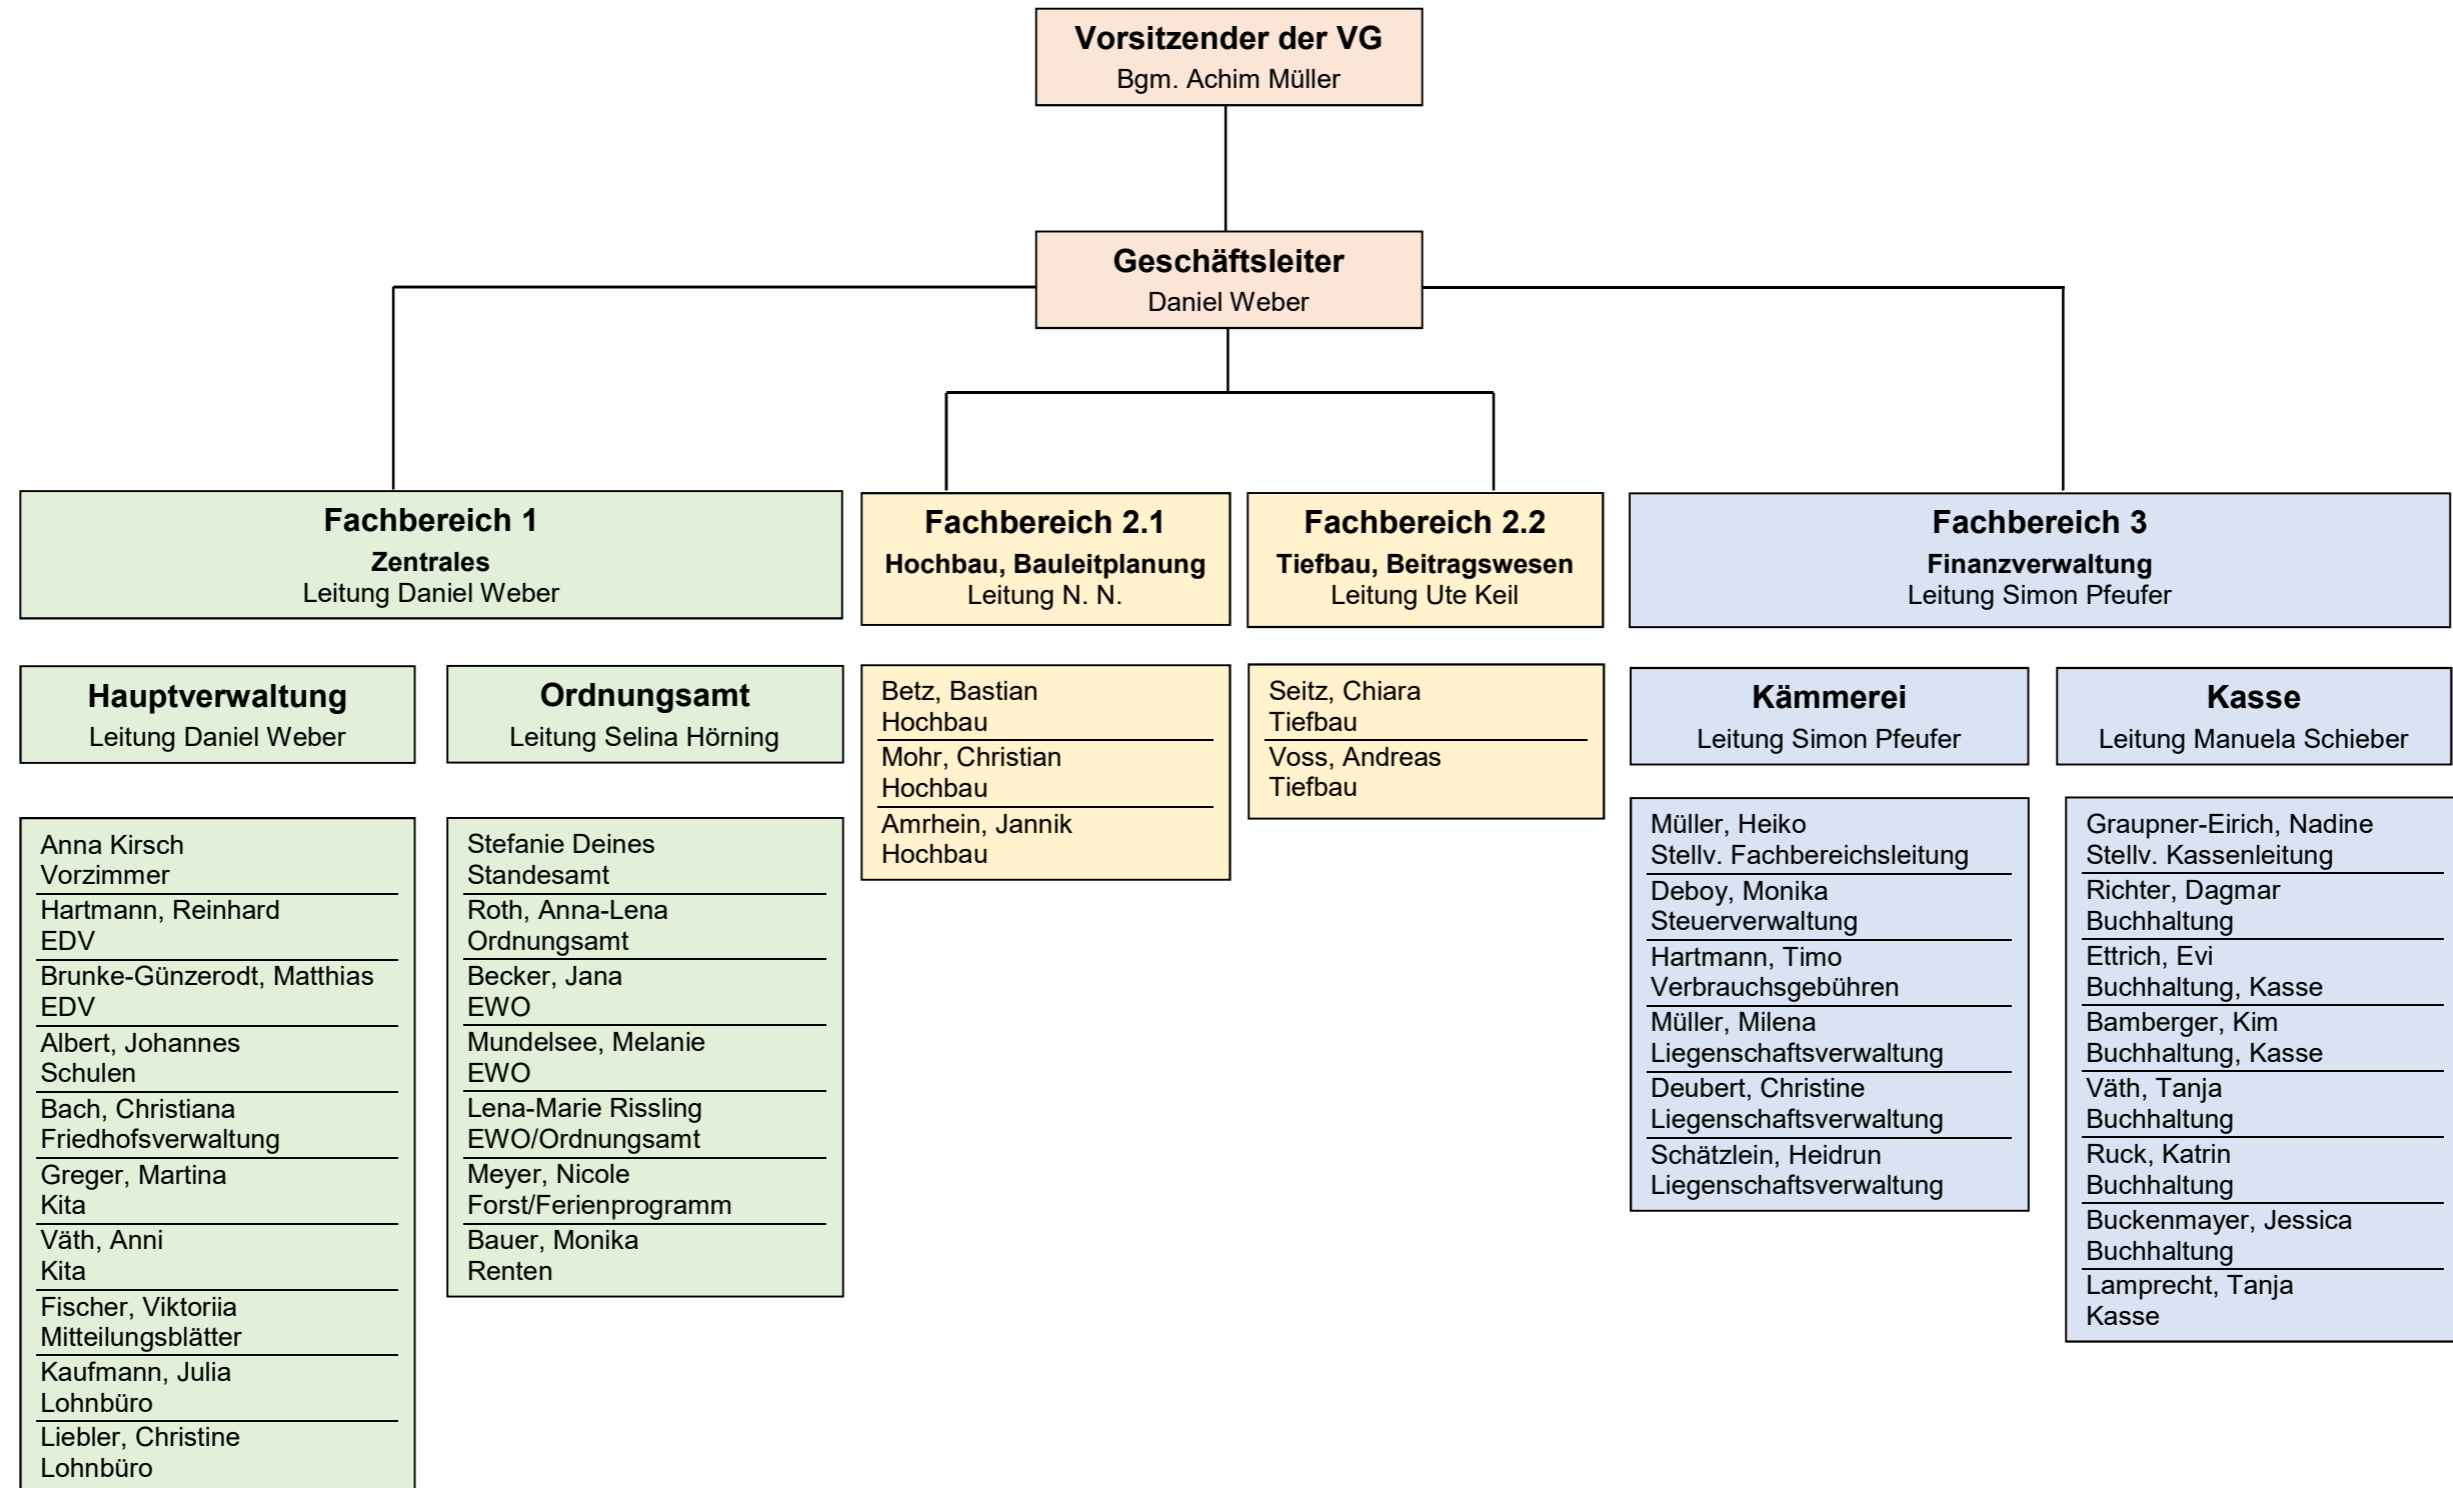 Vorsitzender der VG
Bgm. Achim Müller
Geschäftsleiter
Daniel Weber
Fachbereich 1
Zentrales
Leitung Daniel Weber
Fachbereich 2.1
Hochbau, Bauleitplanung
Leitung N. N.
Fachbereich 2.2
Tiefbau, Beitragswesen
Leitung Ute Keil
Fachbereich 3
Finanzverwaltung
Leitung Simon Pfeufer
Hauptverwaltung
Leitung Daniel Weber
Anna Kirsch
Vorzimmer
Hartmann, Reinhard
EDV
Brunke-Günzerodt, Matthias
EDV
Albert, Johannes
Schulen
Bach, Christiana
Friedhofsverwaltung
Greger, Martina
Kita
Väth, Anni
Kita
Fischer, Viktoriia
Mitteilungsblätter
Kaufmann, Julia
Lohnbüro
Liebler, Christine
Lohnbüro
Ordnungsamt
Leitung Selina Hörning
Stefanie Deines
Standesamt
Roth, Anna-Lena
Ordnungsamt
Becker, Jana
EWO
Mundelsee, Melanie
EWO
Lena-Marie Rissling
EWO/Ordnungsamt
Meyer, Nicole
Forst/Ferienprogramm
Bauer, Monika
Renten
Betz, Bastian
Hochbau
Mohr, Christian
Hochbau
Amrhein, Jannik
Hochbau
Seitz, Chiara
Tiefbau
Voss, Andreas
Tiefbau
Kämmerei
Leitung Simon Pfeufer
Müller, Heiko
Stellv. Fachbereichsleitung
Deboy, Monika
Steuerverwaltung
Hartmann, Timo
Verbrauchsgebühren
Müller, Milena
Liegenschaftsverwaltung
Deubert, Christine
Liegenschaftsverwaltung
Schätzlein, Heidrun
Liegenschaftsverwaltung
Kasse
Leitung Manuela Schieber
Graupner-Eirich, Nadine
Stellv. Kassenleitung
Richter, Dagmar
Buchhaltung
Ettrich, Evi
Buchhaltung, Kasse
Bamberger, Kim
Buchhaltung, Kasse
Väth, Tanja
Buchhaltung
Ruck, Katrin
Buchhaltung
Buckenmayer, Jessica
Buchhaltung
Lamprecht, Tanja
Kasse